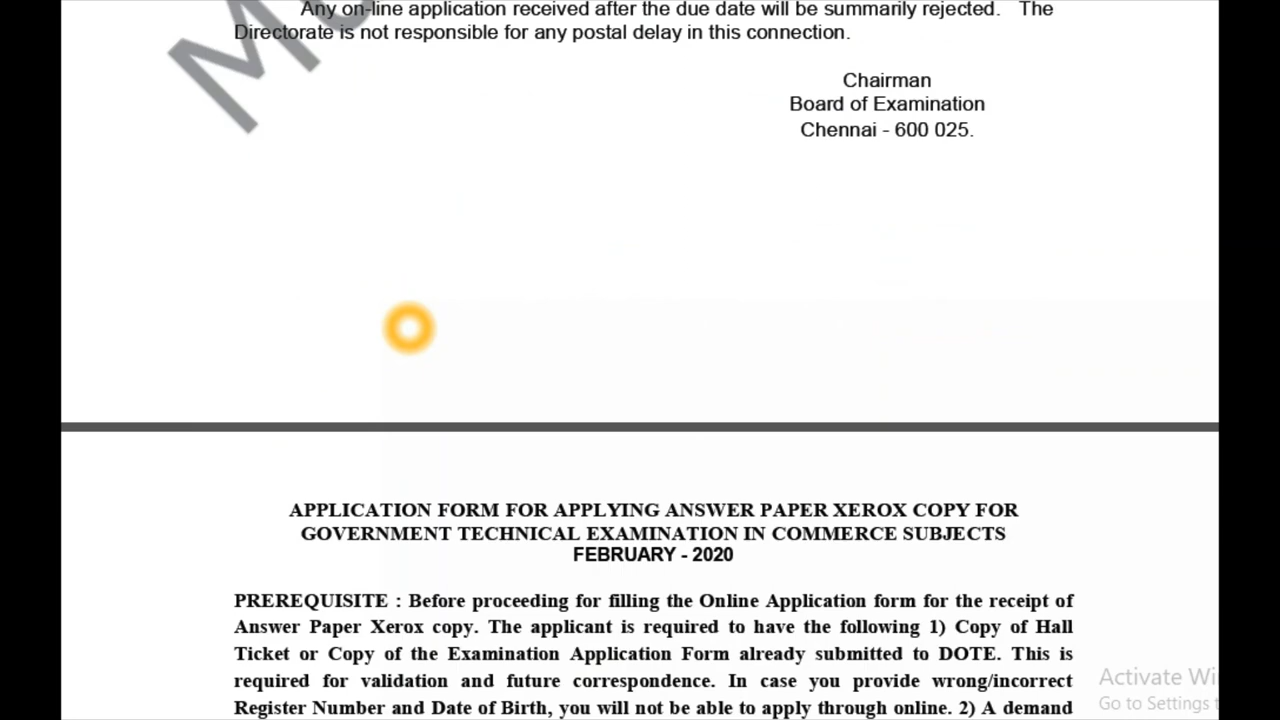 Any on-line application received after the due date will be summarily rejected. The
Directorate is not responsible for any postal delay in this connection.
Chairman
Board of Examination
Chennai - 600 025.
APPLICATION FORM FOR APPLYING ANSWER PAPER XEROX COPY FOR
GOVERNMENT TECHNICAL EXAMINATION IN COMMERCE SUBJECTS
FEBRUARY - 2020
PREREQUISITE : Before proceeding for filling the Online Application form for the receipt of
Answer Paper Xerox copy. The applicant is required to have the following 1) Copy of Hall
Ticket or Copy of the Examination Application Form already submitted to DOTE. This is
required for validation and future correspondence. In case you provide wrong/incorrect
Register Number and Date of Birth, you will not be able to apply through online. 2) A demand
Activate Wi
Go to Settings t